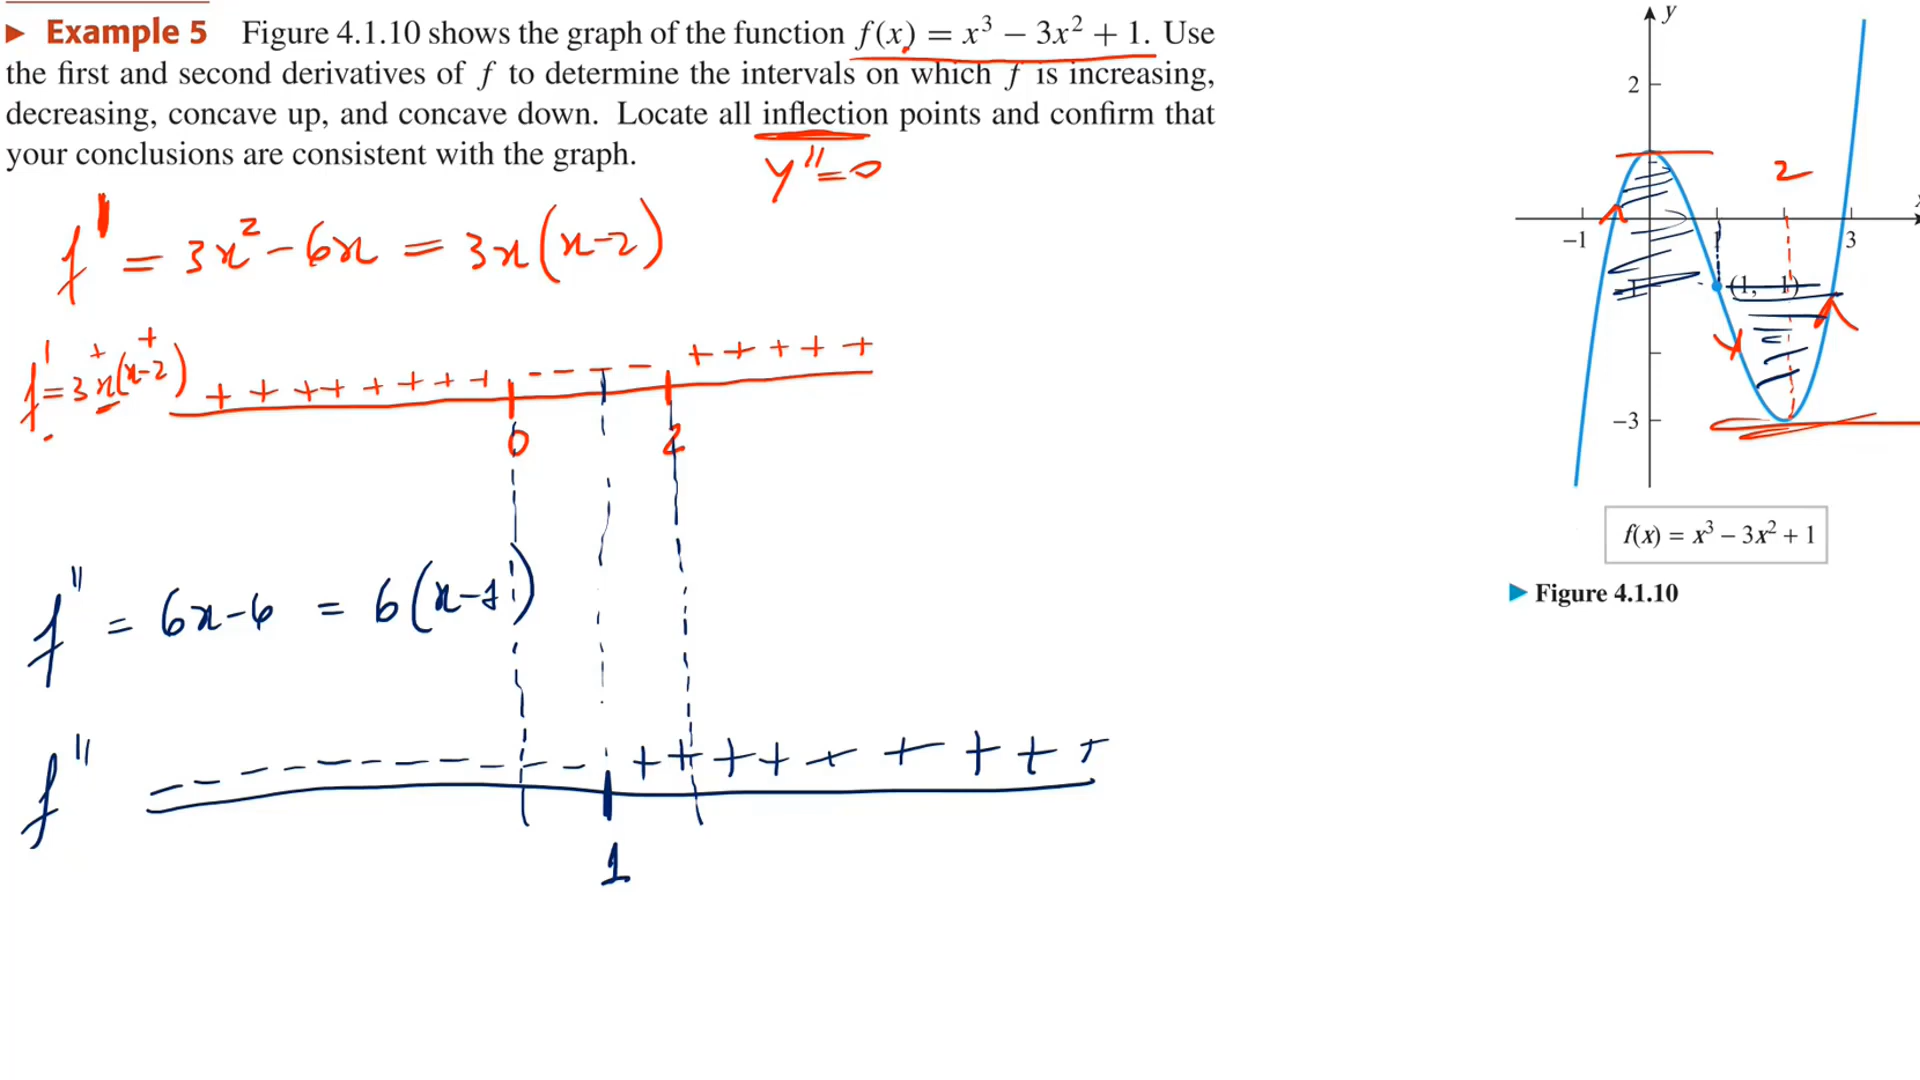 ► Example 5 Figure 4.1.10 shows the graph of the function f(x) = x³ − 3x² + 1. Use
the first and second derivatives of f to determine the intervals on which f is increasing,
decreasing, concave up, and concave down. Locate all inflection points and confirm that
your conclusions are consistent with the graph.
y''=0
f' = 3x² − 6x = 3x(x−2)
+ +
f' = 3x(x−2) + + + + + + + + − − − − + + + + +
0 2
f'' = 6x−6 = 6(x−1)
f'' − − − − − − − − − − − + + + + + + + + +
1
y
2
2
x
−1
3
−1
(1, −1)
−3
f(x) = x³ − 3x² + 1
► Figure 4.1.10